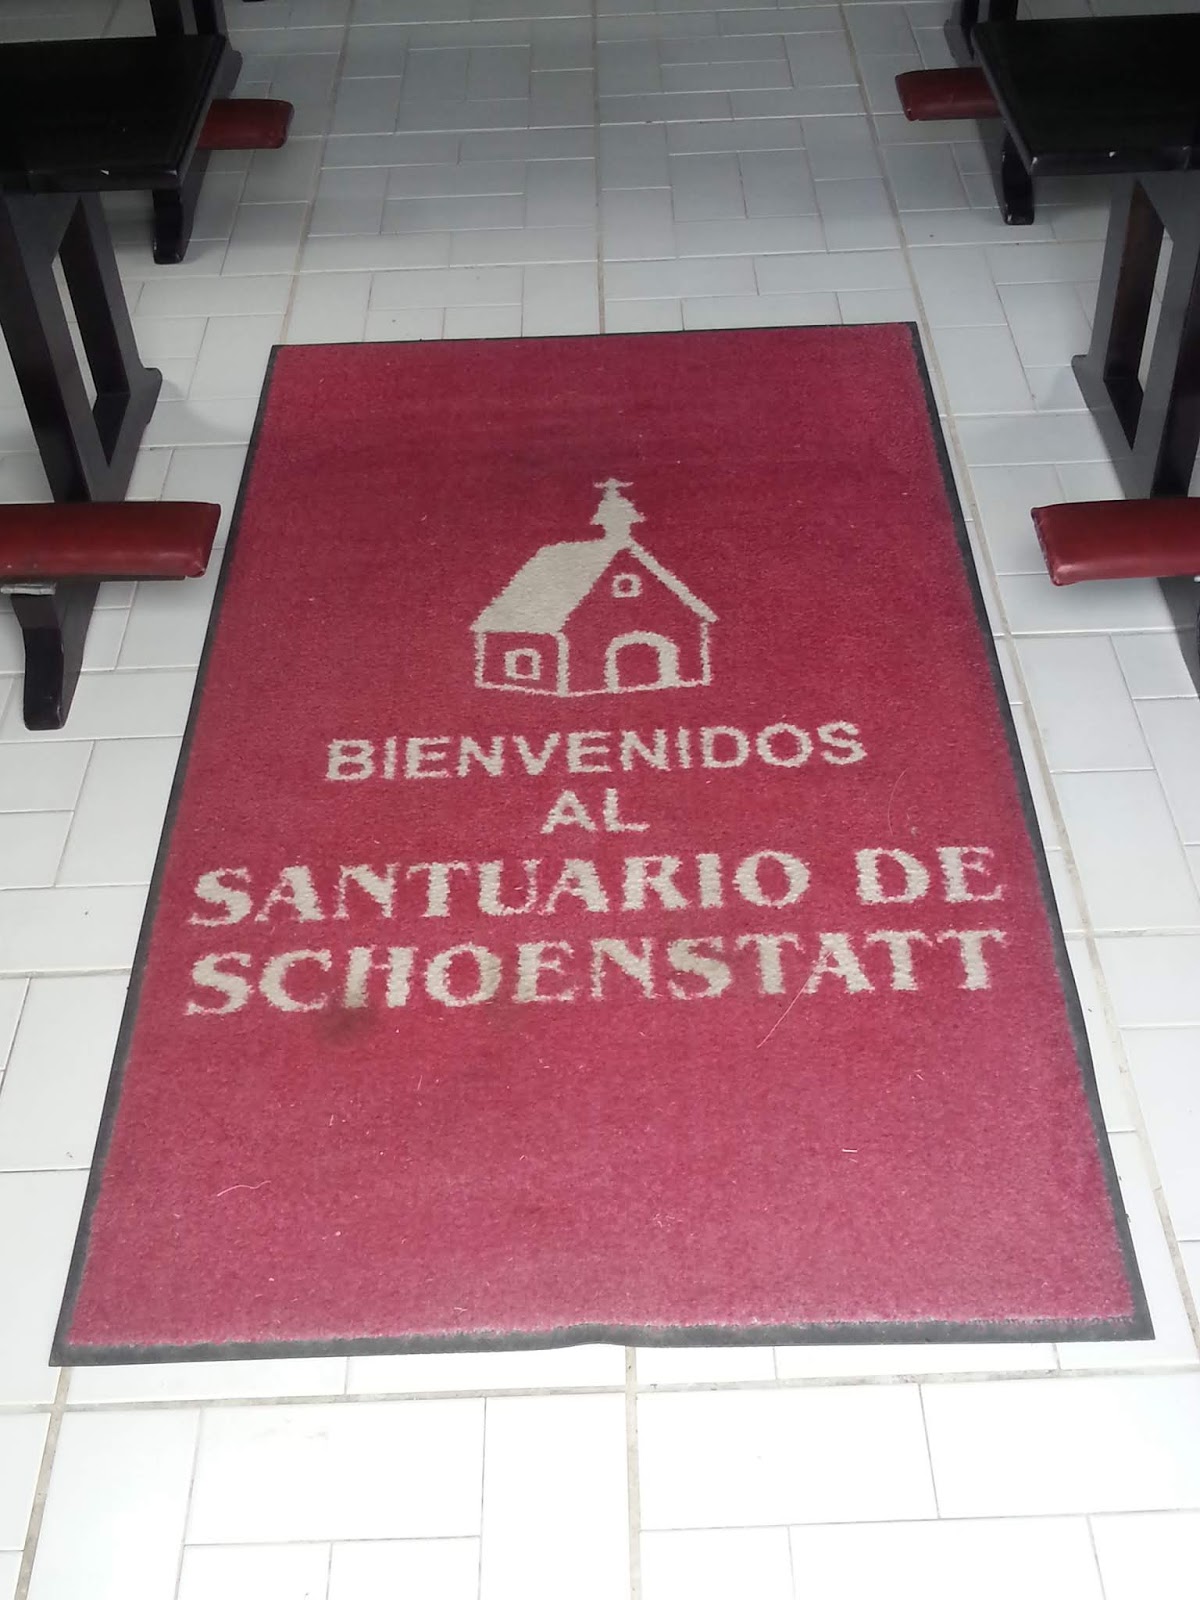 BIENVENIDOS
AL
SANTUARIO DE
SCHOENSTATT